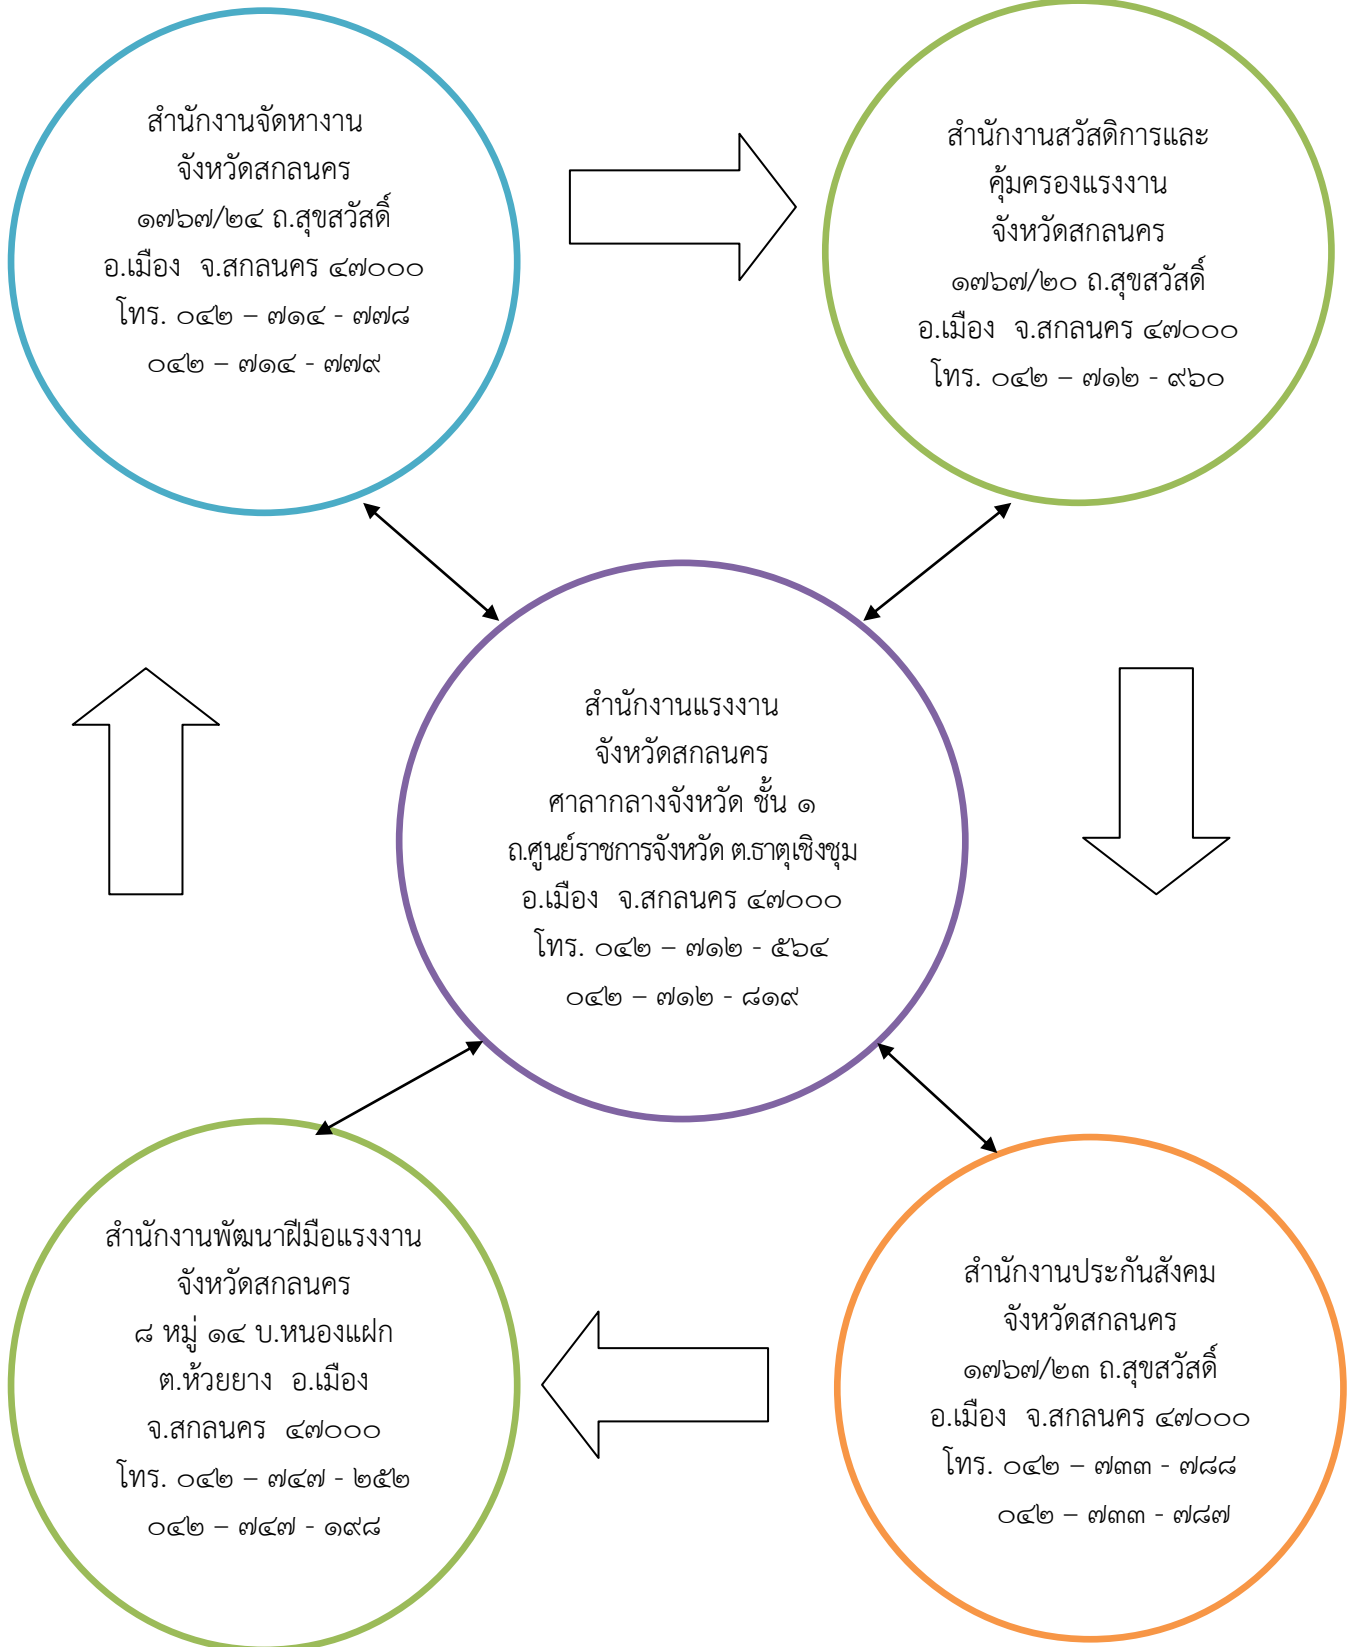 สำนักงานจัดหางาน
จังหวัดสกลนคร
๑๗๖๗/๒๔ ถ.สุขสวัสดิ์
อ.เมือง จ.สกลนคร ๔๗๐๐๐
โทร. ๐๔๒ – ๗๑๔ - ๗๗๘
๐๔๒ – ๗๑๔ - ๗๗๙
สำนักงานสวัสดิการและ
คุ้มครองแรงงาน
จังหวัดสกลนคร
๑๗๖๗/๒๐ ถ.สุขสวัสดิ์
อ.เมือง จ.สกลนคร ๔๗๐๐๐
โทร. ๐๔๒ – ๗๑๒ - ๙๖๐
สำนักงานแรงงาน
จังหวัดสกลนคร
ศาลากลางจังหวัด ชั้น ๑
ถ.ศูนย์ราชการจังหวัด ต.ธาตุเชิงชุม
อ.เมือง จ.สกลนคร ๔๗๐๐๐
โทร. ๐๔๒ – ๗๑๒ - ๕๖๔
๐๔๒ – ๗๑๒ - ๘๑๙
สำนักงานพัฒนาฝีมือแรงงาน
จังหวัดสกลนคร
๘ หมู่ ๑๔ บ.หนองแฝก
ต.ห้วยยาง อ.เมือง
จ.สกลนคร ๔๗๐๐๐
โทร. ๐๔๒ – ๗๔๗ - ๒๕๒
๐๔๒ – ๗๔๗ - ๑๙๘
สำนักงานประกันสังคม
จังหวัดสกลนคร
๑๗๖๗/๒๓ ถ.สุขสวัสดิ์
อ.เมือง จ.สกลนคร ๔๗๐๐๐
โทร. ๐๔๒ – ๗๓๓ - ๗๘๘
๐๔๒ – ๗๓๓ - ๗๘๗